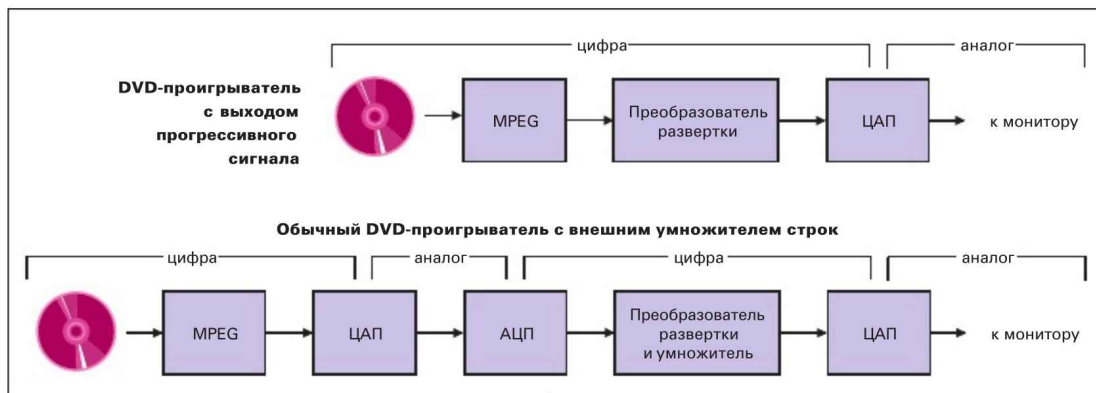 цифра
аналог
DVD-проигрыватель
с выходом
прогрессивного
сигнала
MPEG
Преобразователь
развертки
ЦАП
к монитору
Обычный DVD-проигрыватель с внешним умножителем строк
цифра
аналог
цифра
аналог
MPEG
ЦАП
АЦП
Преобразователь
развертки
и умножитель
ЦАП
к монитору